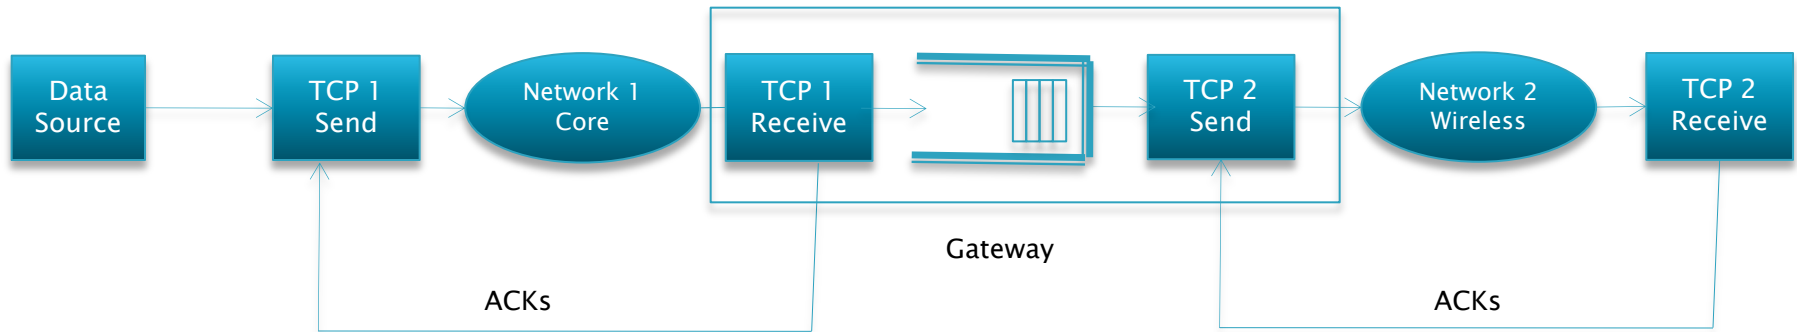 Data
Source
TCP 1
Send
Network 1
Core
TCP 1
Receive
TCP 2
Send
Network 2
Wireless
TCP 2
Receive
Gateway
ACKs
ACKs